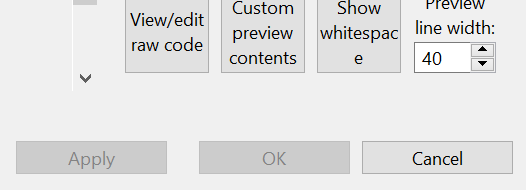 View/edit
raw code
Custom
preview
contents
Show
whitespac
e
Preview
line width:
40
Apply
OK
Cancel